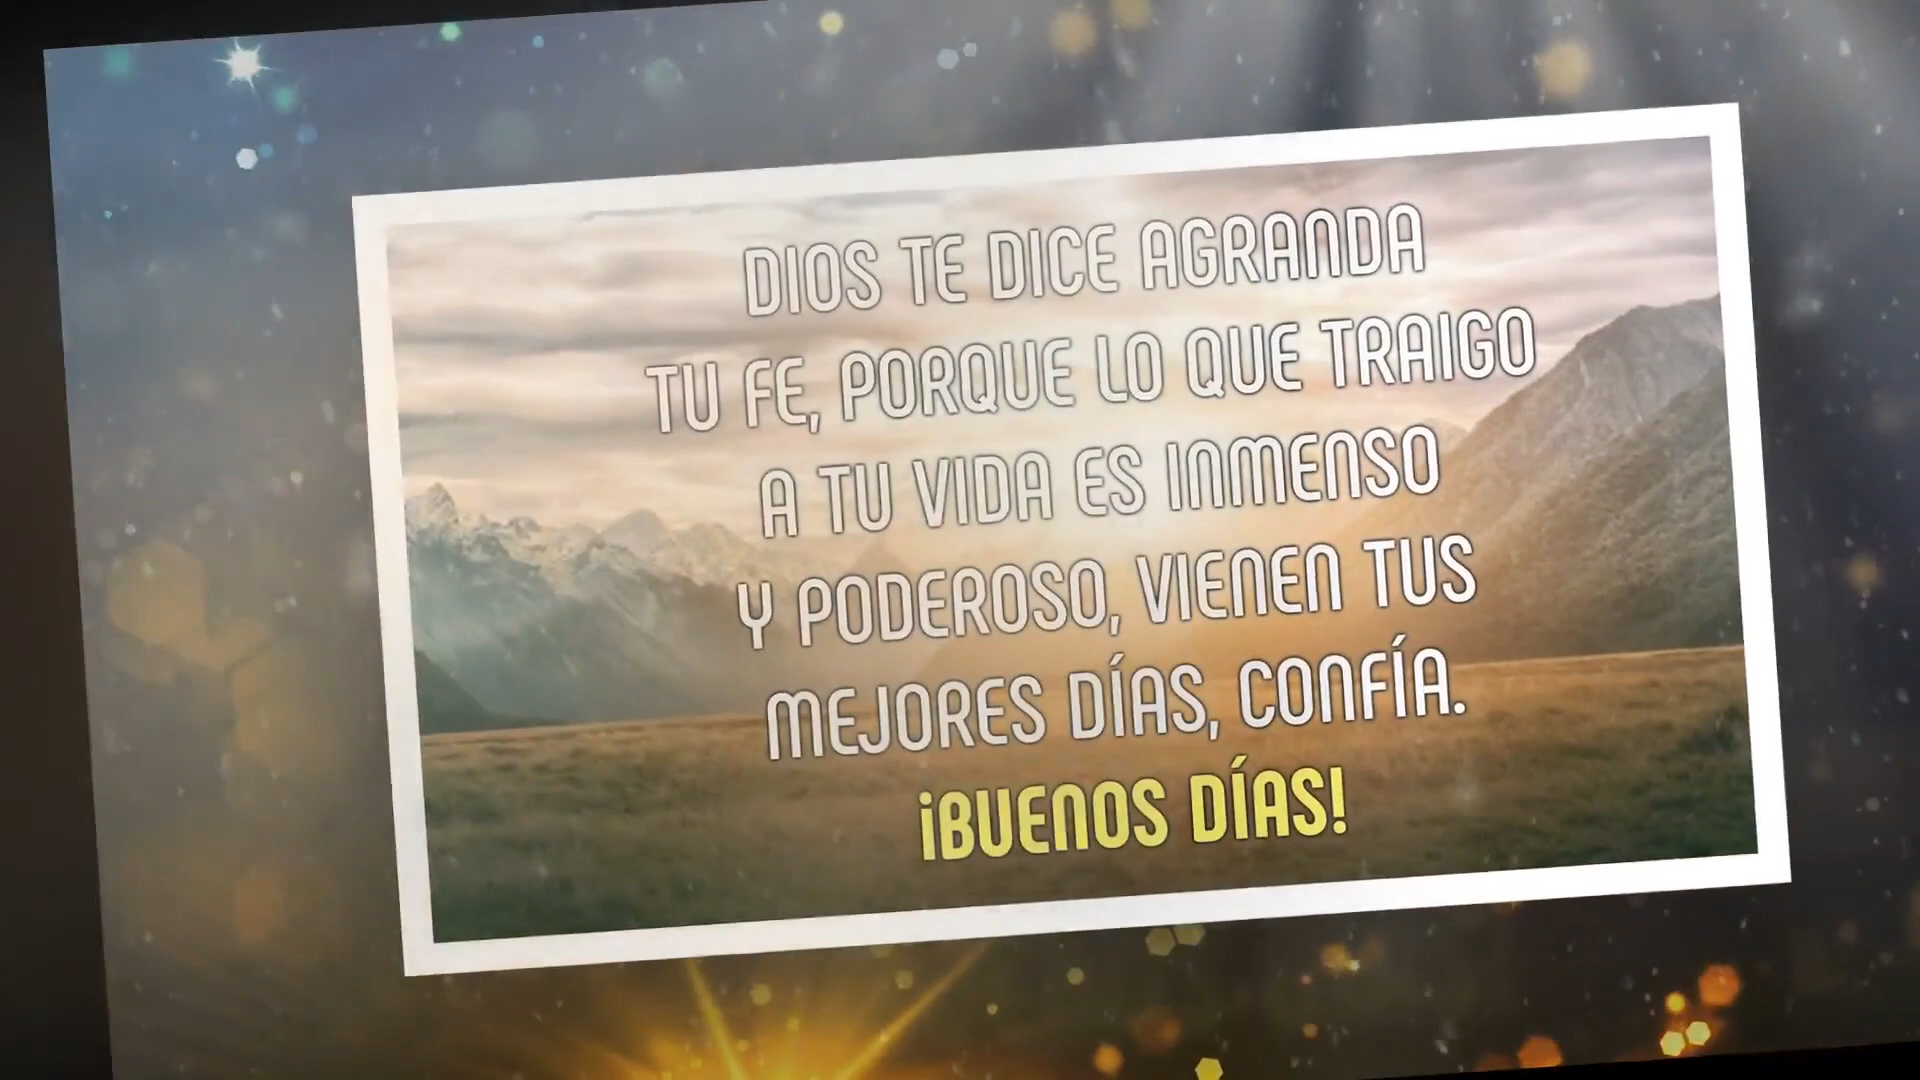 DIOS TE DICE AGRANDA
TU FE, PORQUE LO QUE TRAIGO
A TU VIDA ES INMENSO
Y PODEROSO, VIENEN TUS
MEJORES DÍAS, CONFÍA.
¡BUENOS DÍAS!